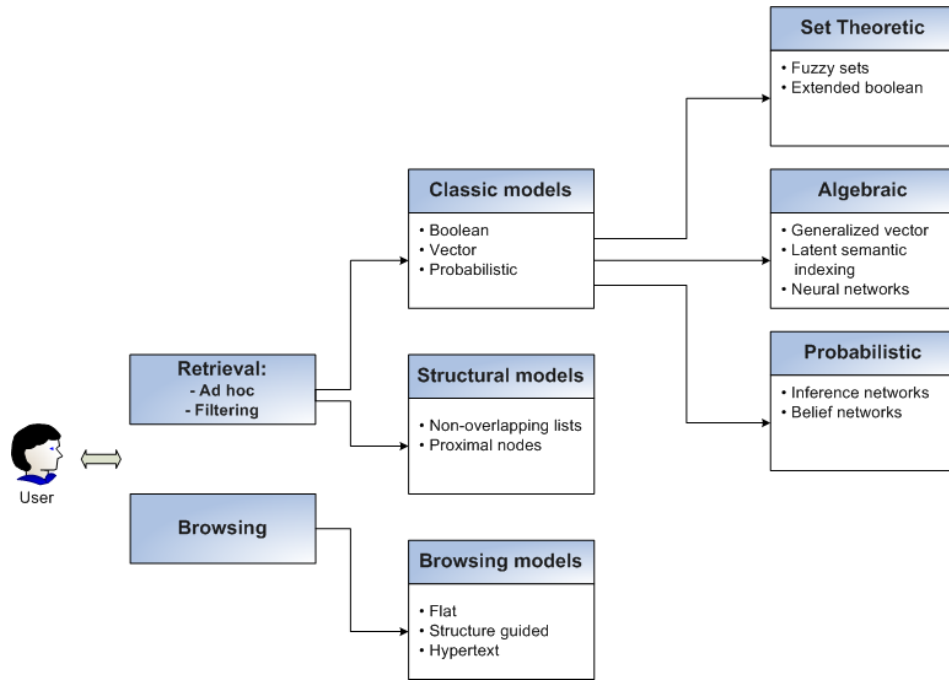 User
Retrieval:
- Ad hoc
- Filtering
Browsing
Classic models
• Boolean
• Vector
• Probabilistic
Structural models
• Non-overlapping lists
• Proximal nodes
Browsing models
• Flat
• Structure guided
• Hypertext
Set Theoretic
• Fuzzy sets
• Extended boolean
Algebraic
• Generalized vector
• Latent semantic
indexing
• Neural networks
Probabilistic
• Inference networks
• Belief networks